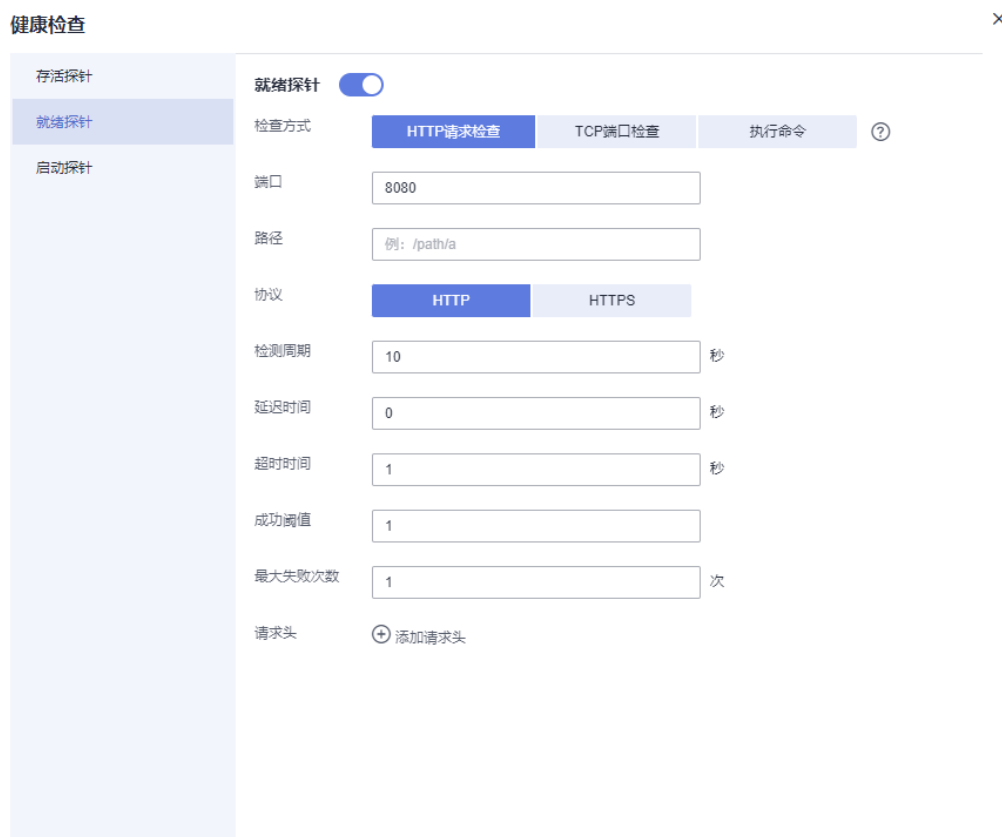 健康检查
存活探针
就绪探针
启动探针
就绪探针
检查方式 HTTP请求检查 TCP端口检查 执行命令 ?
端口 8080
路径 例：/path/a
协议 HTTP HTTPS
检测周期 10 秒
延迟时间 0 秒
超时时间 1 秒
成功阈值 1
最大失败次数 1 次
请求头 添加请求头